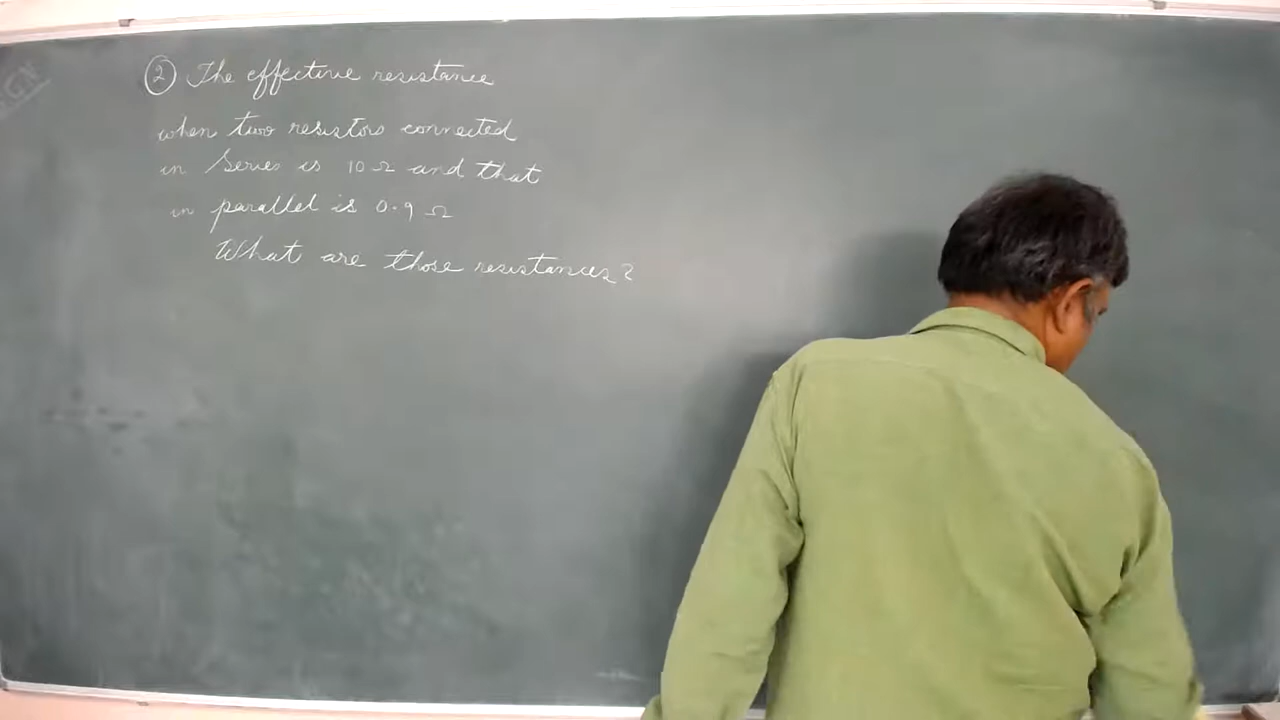 ② The effective resistance
when two resistors connected
in Series is 10 Ω and that
in parallel is 0.9 Ω
What are those resistances?